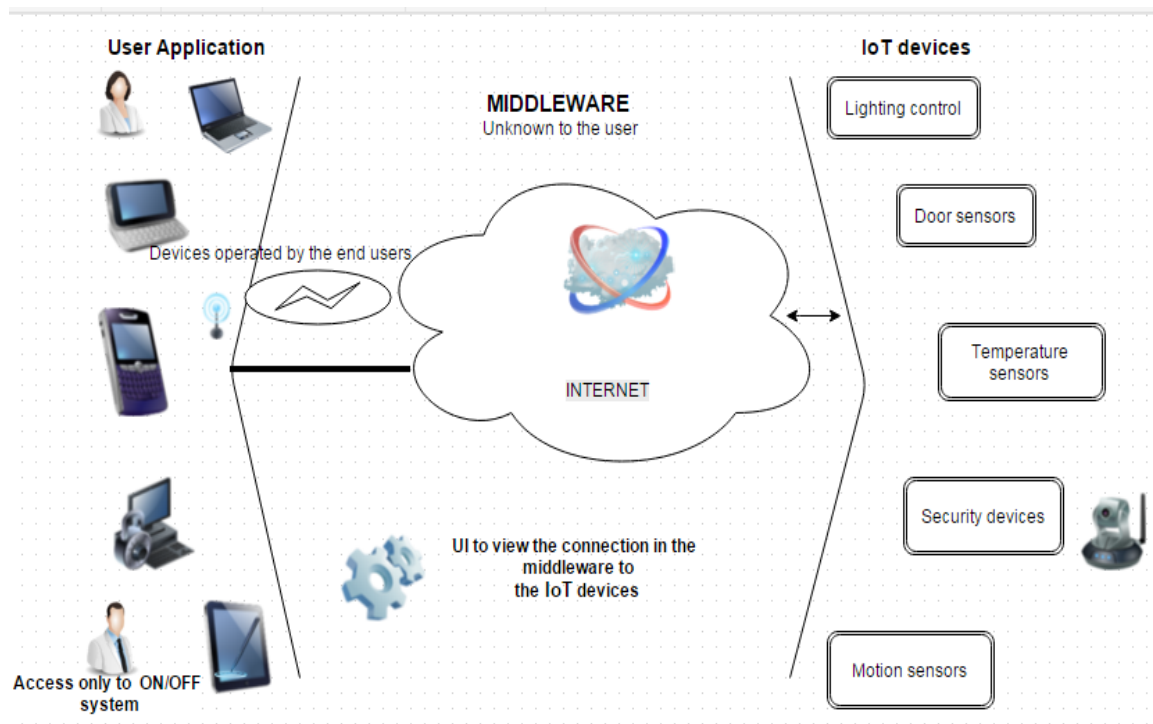 User Application
IoT devices
MIDDLEWARE
Unknown to the user
Lighting control
Door sensors
Devices operated by the end users
Temperature
sensors
INTERNET
Security devices
UI to view the connection in the
middleware to
the IoT devices
Motion sensors
Access only to ON/OFF
system